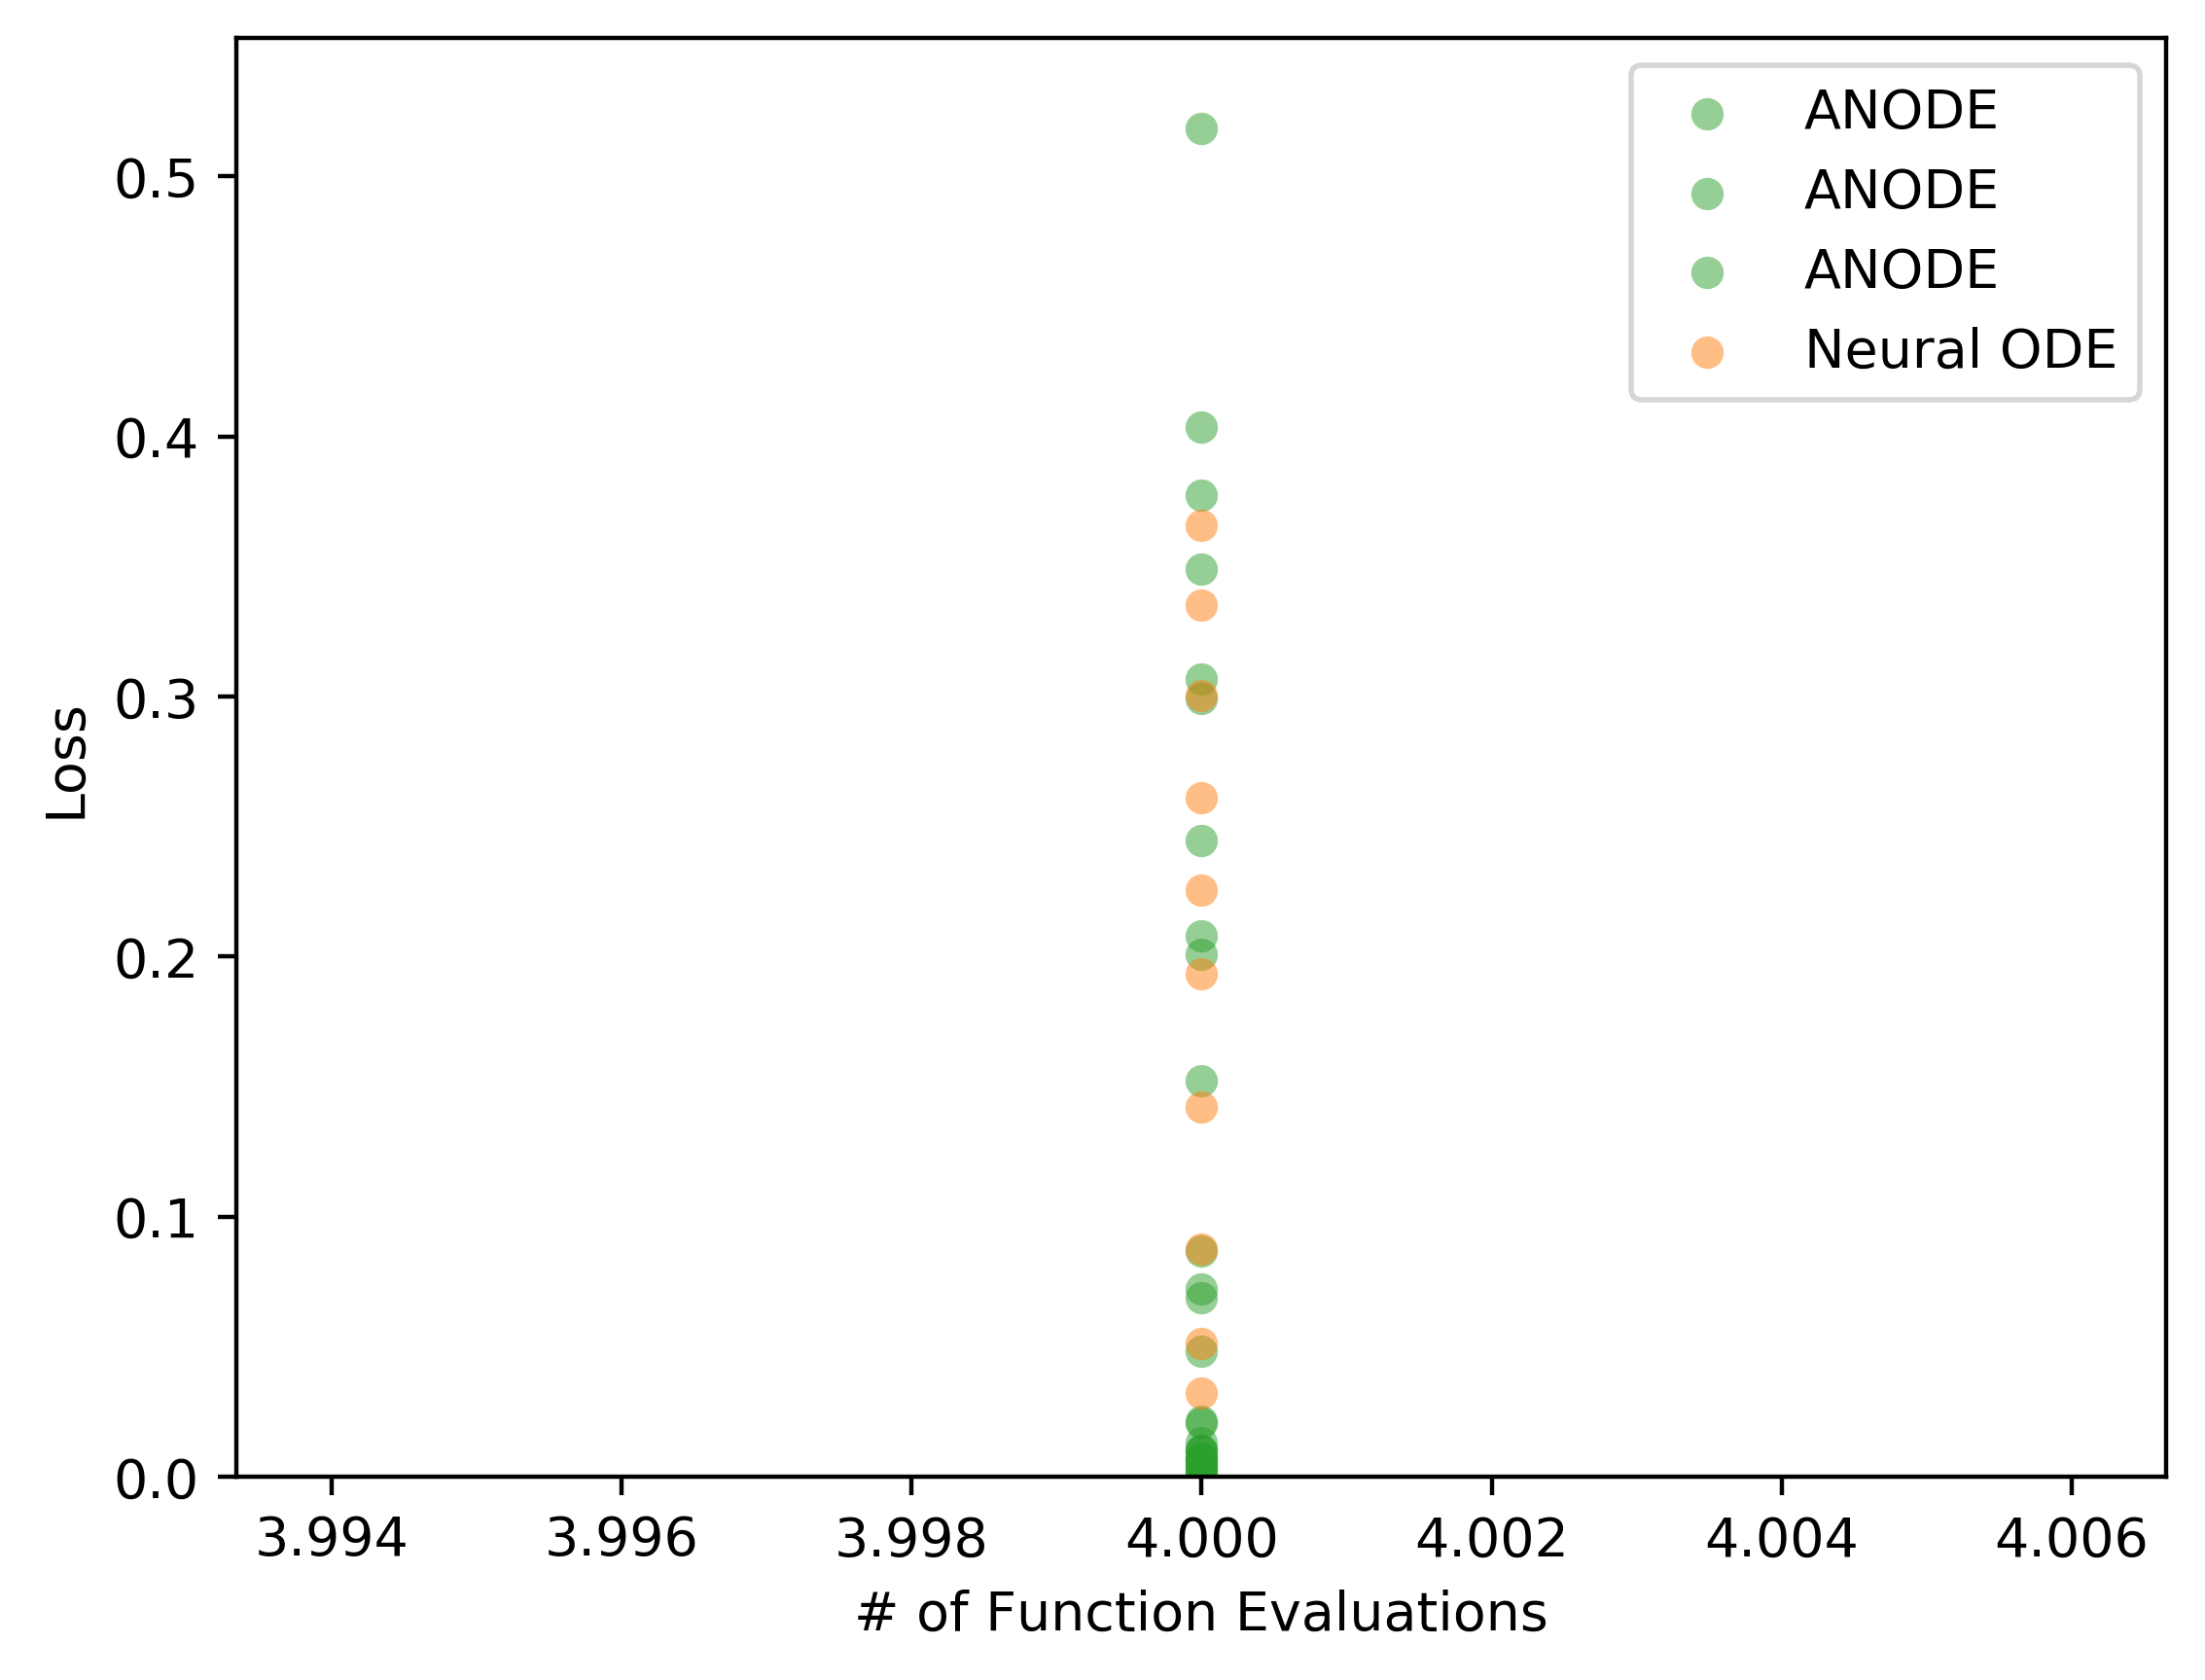 ANODE
ANODE
ANODE
Neural ODE
0.5
0.4
0.3
0.2
0.1
0.0
Loss
3.994 3.996 3.998 4.000 4.002 4.004 4.006
# of Function Evaluations